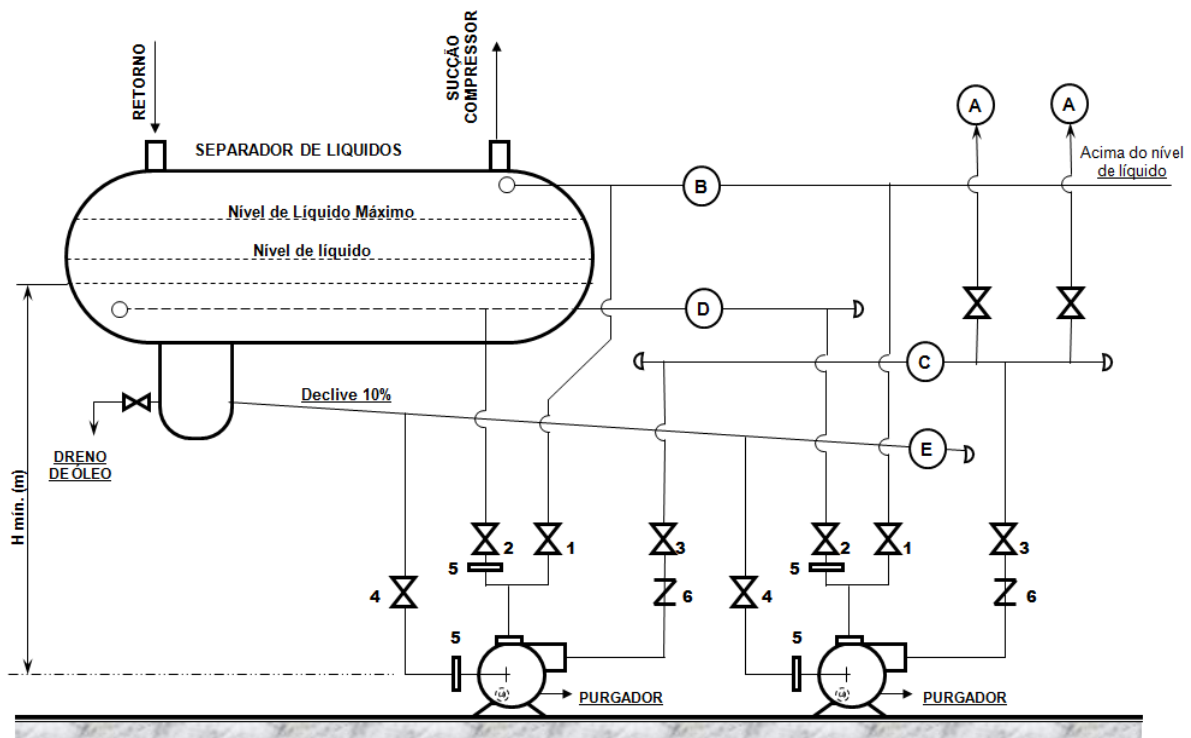 RETORNO
SUCÇÃO
COMPRESSOR
SEPARADOR DE LIQUIDOS
A
A
Acima do nível
de líquido
B
Nível de Líquido Máximo
Nível de líquido
D
C
Declive 10%
E
DRENO
DE ÓLEO
H mín. (m)
2
1
3
2
1
3
5
5
4
6
4
6
5
5
PURGADOR
PURGADOR